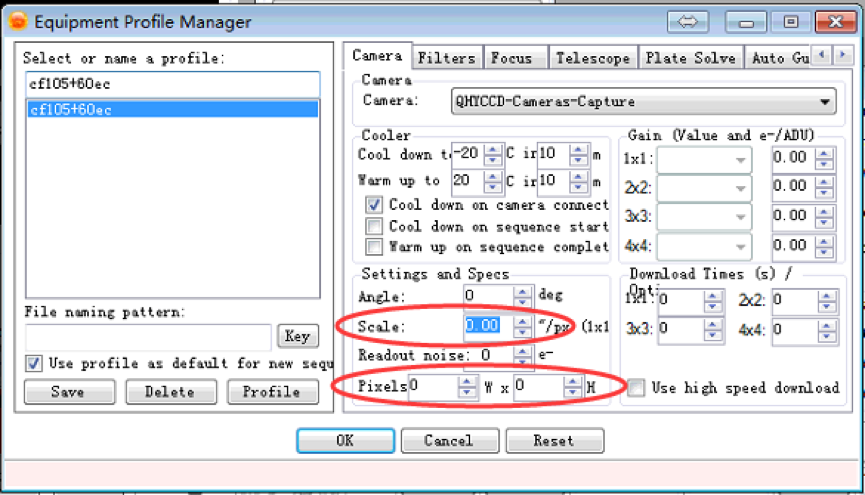 Equipment Profile Manager
Select or name a profile:
cf105+60ec
cf105+60ec
File naming pattern:
Key
Use profile as default for new sequ
Save Delete Profile
Camera Filters Focus Telescope Plate Solve Auto Gu
Camera
Camera: QHYCCD-Cameras-Capture
Cooler
Cool down t -20 C ir 10 m
Warm up to 20 C ir 10 m
Cool down on camera connect
Cool down on sequence start
Warm up on sequence complet
Gain (Value and e-/ADU)
1x1: 0.00
2x2: 0.00
3x3: 0.00
4x4: 0.00
Settings and Specs
Angle: 0 deg
Scale: 0.00 "/px (1x1
Readout noise: 0 e-
Pixels 0 W x 0 H
Download Times (s) /
Opti
1x1: 0 2x2: 0
3x3: 0 4x4: 0
Use high speed download
OK Cancel Reset